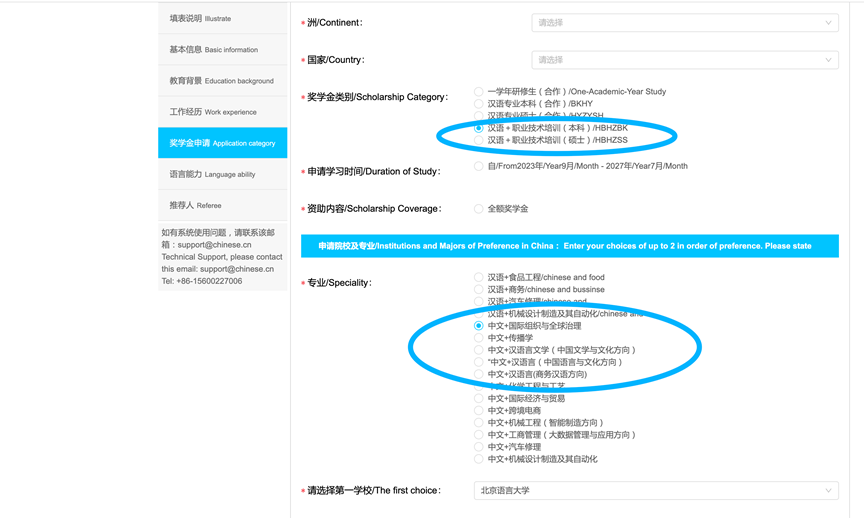 填表说明 Illustrate
基本信息 Basic information
教育背景 Education background
工作经历 Work experience
奖学金申请 Application category
语言能力 Language ability
推荐人 Referee
如有系统使用问题，请联系该邮
箱：support@chinese.cn
Technical Support, please contact
this email: support@chinese.cn
Tel: +86-15600227006
* 洲/Continent: 请选择
* 国家/Country: 请选择
* 奖学金类别/Scholarship Category:
一学年研修生（合作）/One-Academic-Year Study
汉语专业本科（合作）/BKHY
汉语专业硕士（合作）/HYZYSH
汉语＋职业技术培训（本科）/HBHZBK
汉语＋职业技术培训（硕士）/HBHZSS
* 申请学习时间/Duration of Study: 自/From2023年/Year9月/Month - 2027年/Year7月/Month
* 资助内容/Scholarship Coverage: 全额奖学金
申请院校及专业/Institutions and Majors of Preference in China： Enter your choices of up to 2 in order of preference. Please state
* 专业/Speciality:
汉语+食品工程/chinese and food
汉语+商务/chinese and bussinse
汉语+汽车修理/chinese and
汉语+机械设计制造及其自动化/chinese and
中文+国际组织与全球治理
中文+传播学
中文+汉语言文学（中国文学与文化方向）
"中文+汉语言（中国语言与文化方向）
中文+汉语言(商务汉语方向)
中文+化学工程与工艺
中文+国际经济与贸易
中文+跨境电商
中文+机械工程（智能制造方向）
中文+工商管理（大数据管理与应用方向）
中文+汽车修理
中文+机械设计制造及其自动化
* 请选择第一学校/The first choice: 北京语言大学